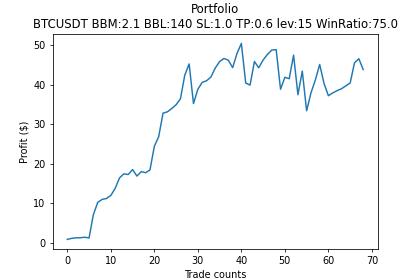 Portfolio
BTCUSDT BBM:2.1 BBL:140 SL:1.0 TP:0.6 lev:15 WinRatio:75.0
50
40
30
20
10
0
Profit ($)
0 10 20 30 40 50 60 70
Trade counts